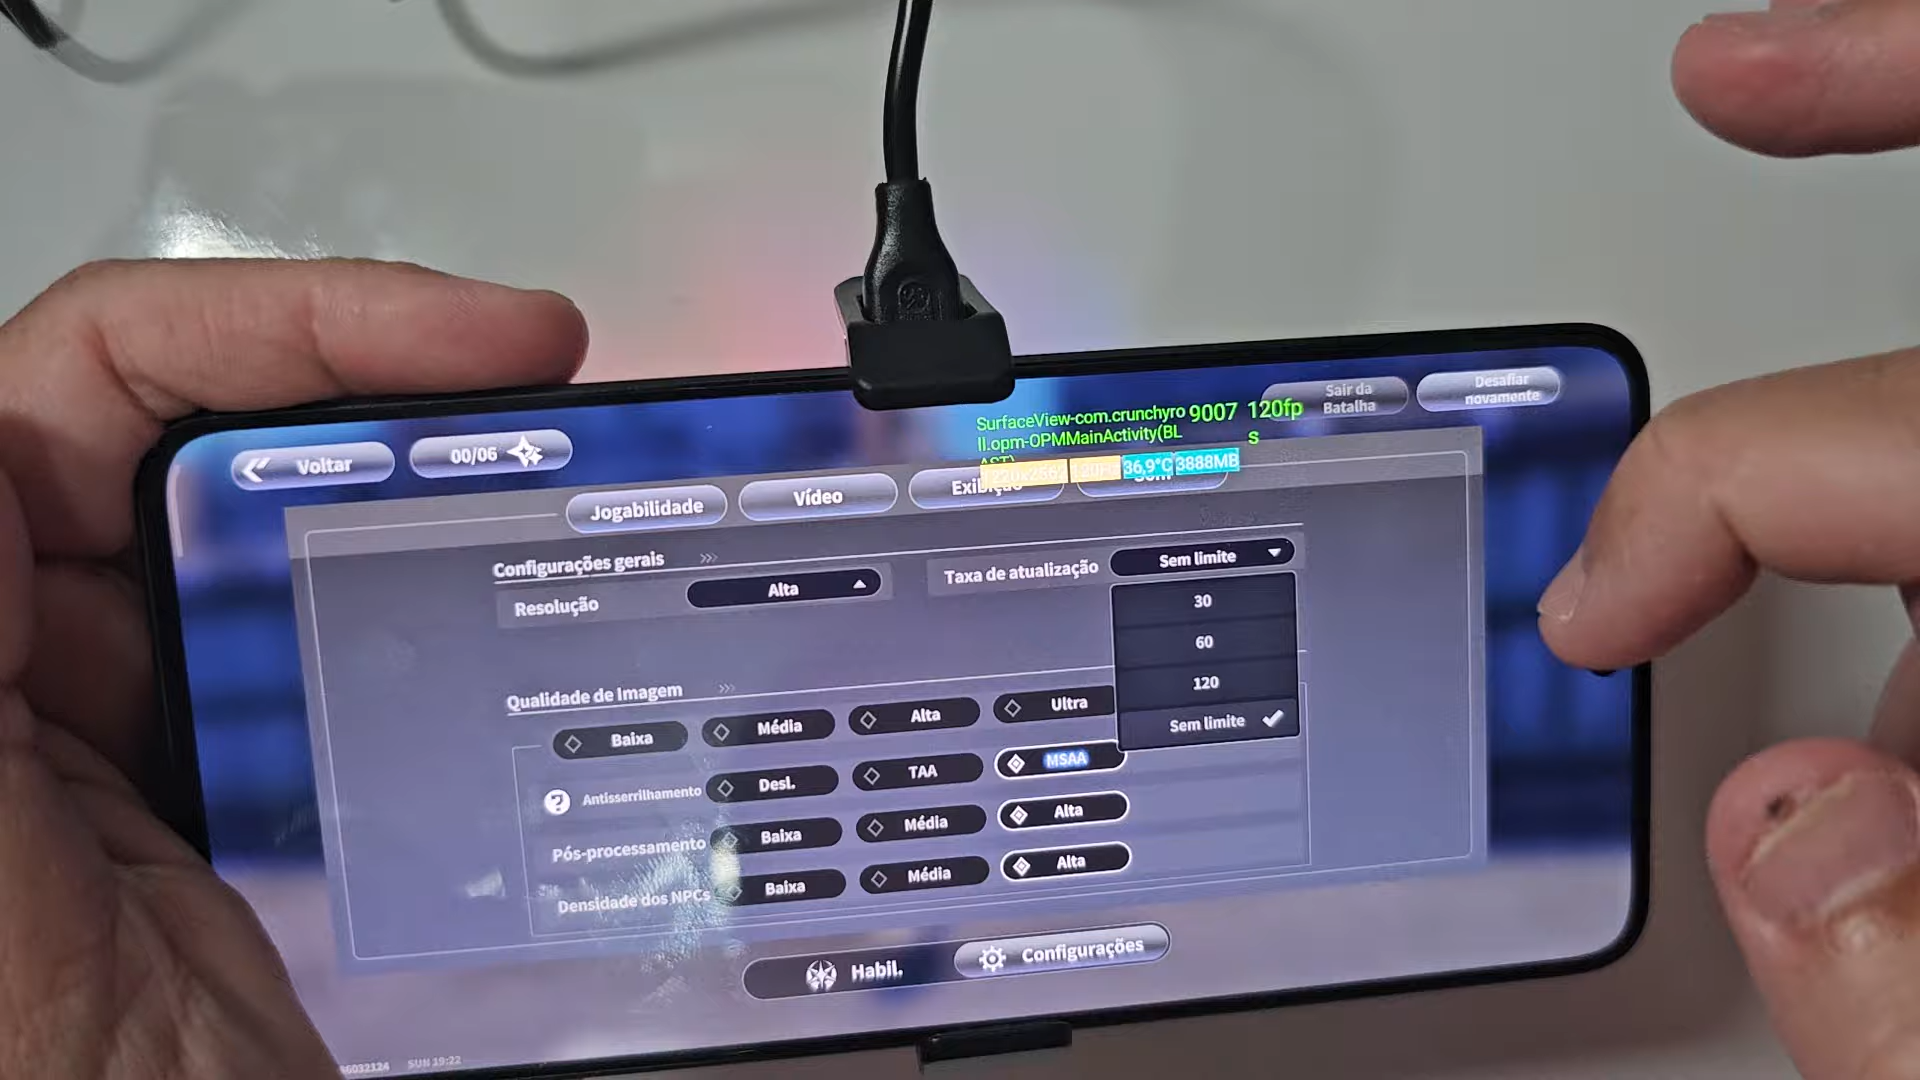 Sair da
Batalha
Desafiar
novamente
SurfaceView-com.crunchyro
ll.opm-OPMMainActivity(BL
AST)
9007 120fp
s
36,9°C 3888MB
Voltar
00/06
Jogabilidade
Vídeo
Exibição
Som
Configurações gerais
Resolução
Alta
Taxa de atualização
Sem limite
30
60
120
Sem limite
Qualidade de Imagem
Baixa
Média
Alta
Ultra
Antisserrilhamento
Desl.
TAA
MSAA
Pós-processamento
Baixa
Média
Alta
Densidade dos NPCs
Baixa
Média
Alta
Habil.
Configurações
SUN 19:22